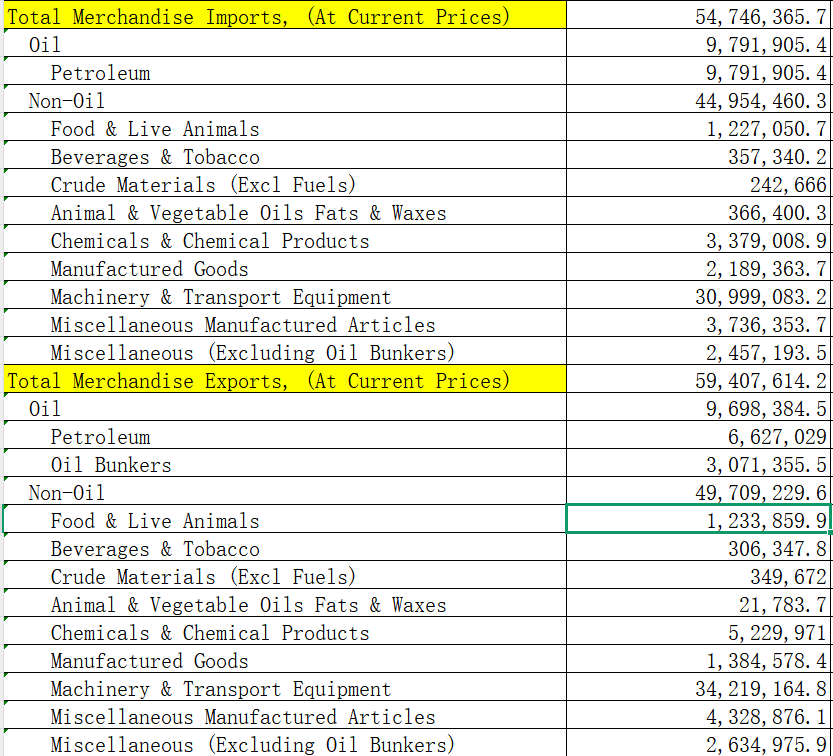 Total Merchandise Imports, (At Current Prices) 54,746,365.7
Oil 9,791,905.4
Petroleum 9,791,905.4
Non-Oil 44,954,460.3
Food & Live Animals 1,227,050.7
Beverages & Tobacco 357,340.2
Crude Materials (Excl Fuels) 242,666
Animal & Vegetable Oils Fats & Waxes 366,400.3
Chemicals & Chemical Products 3,379,008.9
Manufactured Goods 2,189,363.7
Machinery & Transport Equipment 30,999,083.2
Miscellaneous Manufactured Articles 3,736,353.7
Miscellaneous (Excluding Oil Bunkers) 2,457,193.5
Total Merchandise Exports, (At Current Prices) 59,407,614.2
Oil 9,698,384.5
Petroleum 6,627,029
Oil Bunkers 3,071,355.5
Non-Oil 49,709,229.6
Food & Live Animals 1,233,859.9
Beverages & Tobacco 306,347.8
Crude Materials (Excl Fuels) 349,672
Animal & Vegetable Oils Fats & Waxes 21,783.7
Chemicals & Chemical Products 5,229,971
Manufactured Goods 1,384,578.4
Machinery & Transport Equipment 34,219,164.8
Miscellaneous Manufactured Articles 4,328,876.1
Miscellaneous (Excluding Oil Bunkers) 2,634,975.9